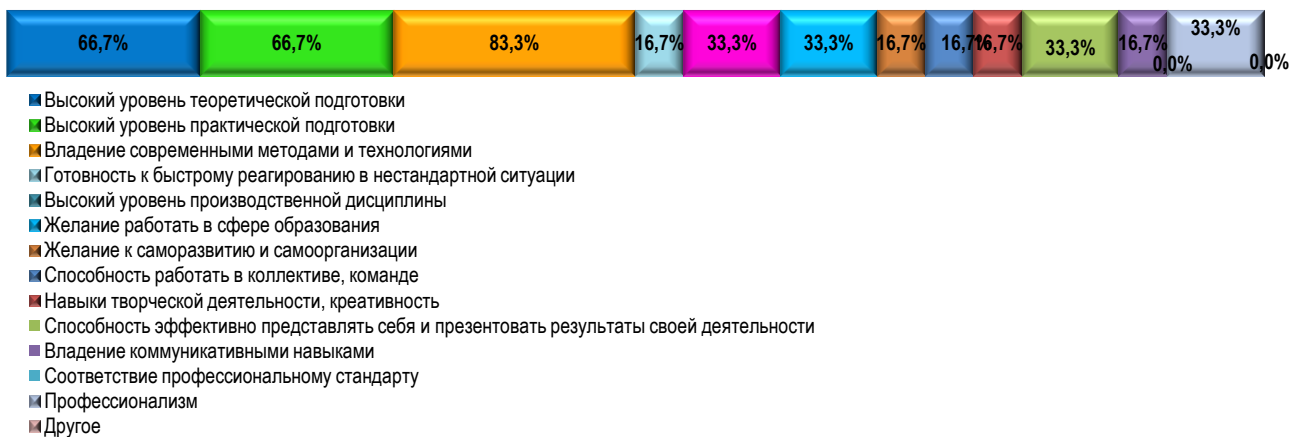 66,7% 66,7% 83,3% 16,7% 33,3% 33,3% 16,7% 16,7% 16,7% 33,3% 16,7% 0,0% 33,3% 0,0%
Высокий уровень теоретической подготовки
Высокий уровень практической подготовки
Владение современными методами и технологиями
Готовность к быстрому реагированию в нестандартной ситуации
Высокий уровень производственной дисциплины
Желание работать в сфере образования
Желание к саморазвитию и самоорганизации
Способность работать в коллективе, команде
Навыки творческой деятельности, креативность
Способность эффективно представлять себя и презентовать результаты своей деятельности
Владение коммуникативными навыками
Соответствие профессиональному стандарту
Профессионализм
Другое